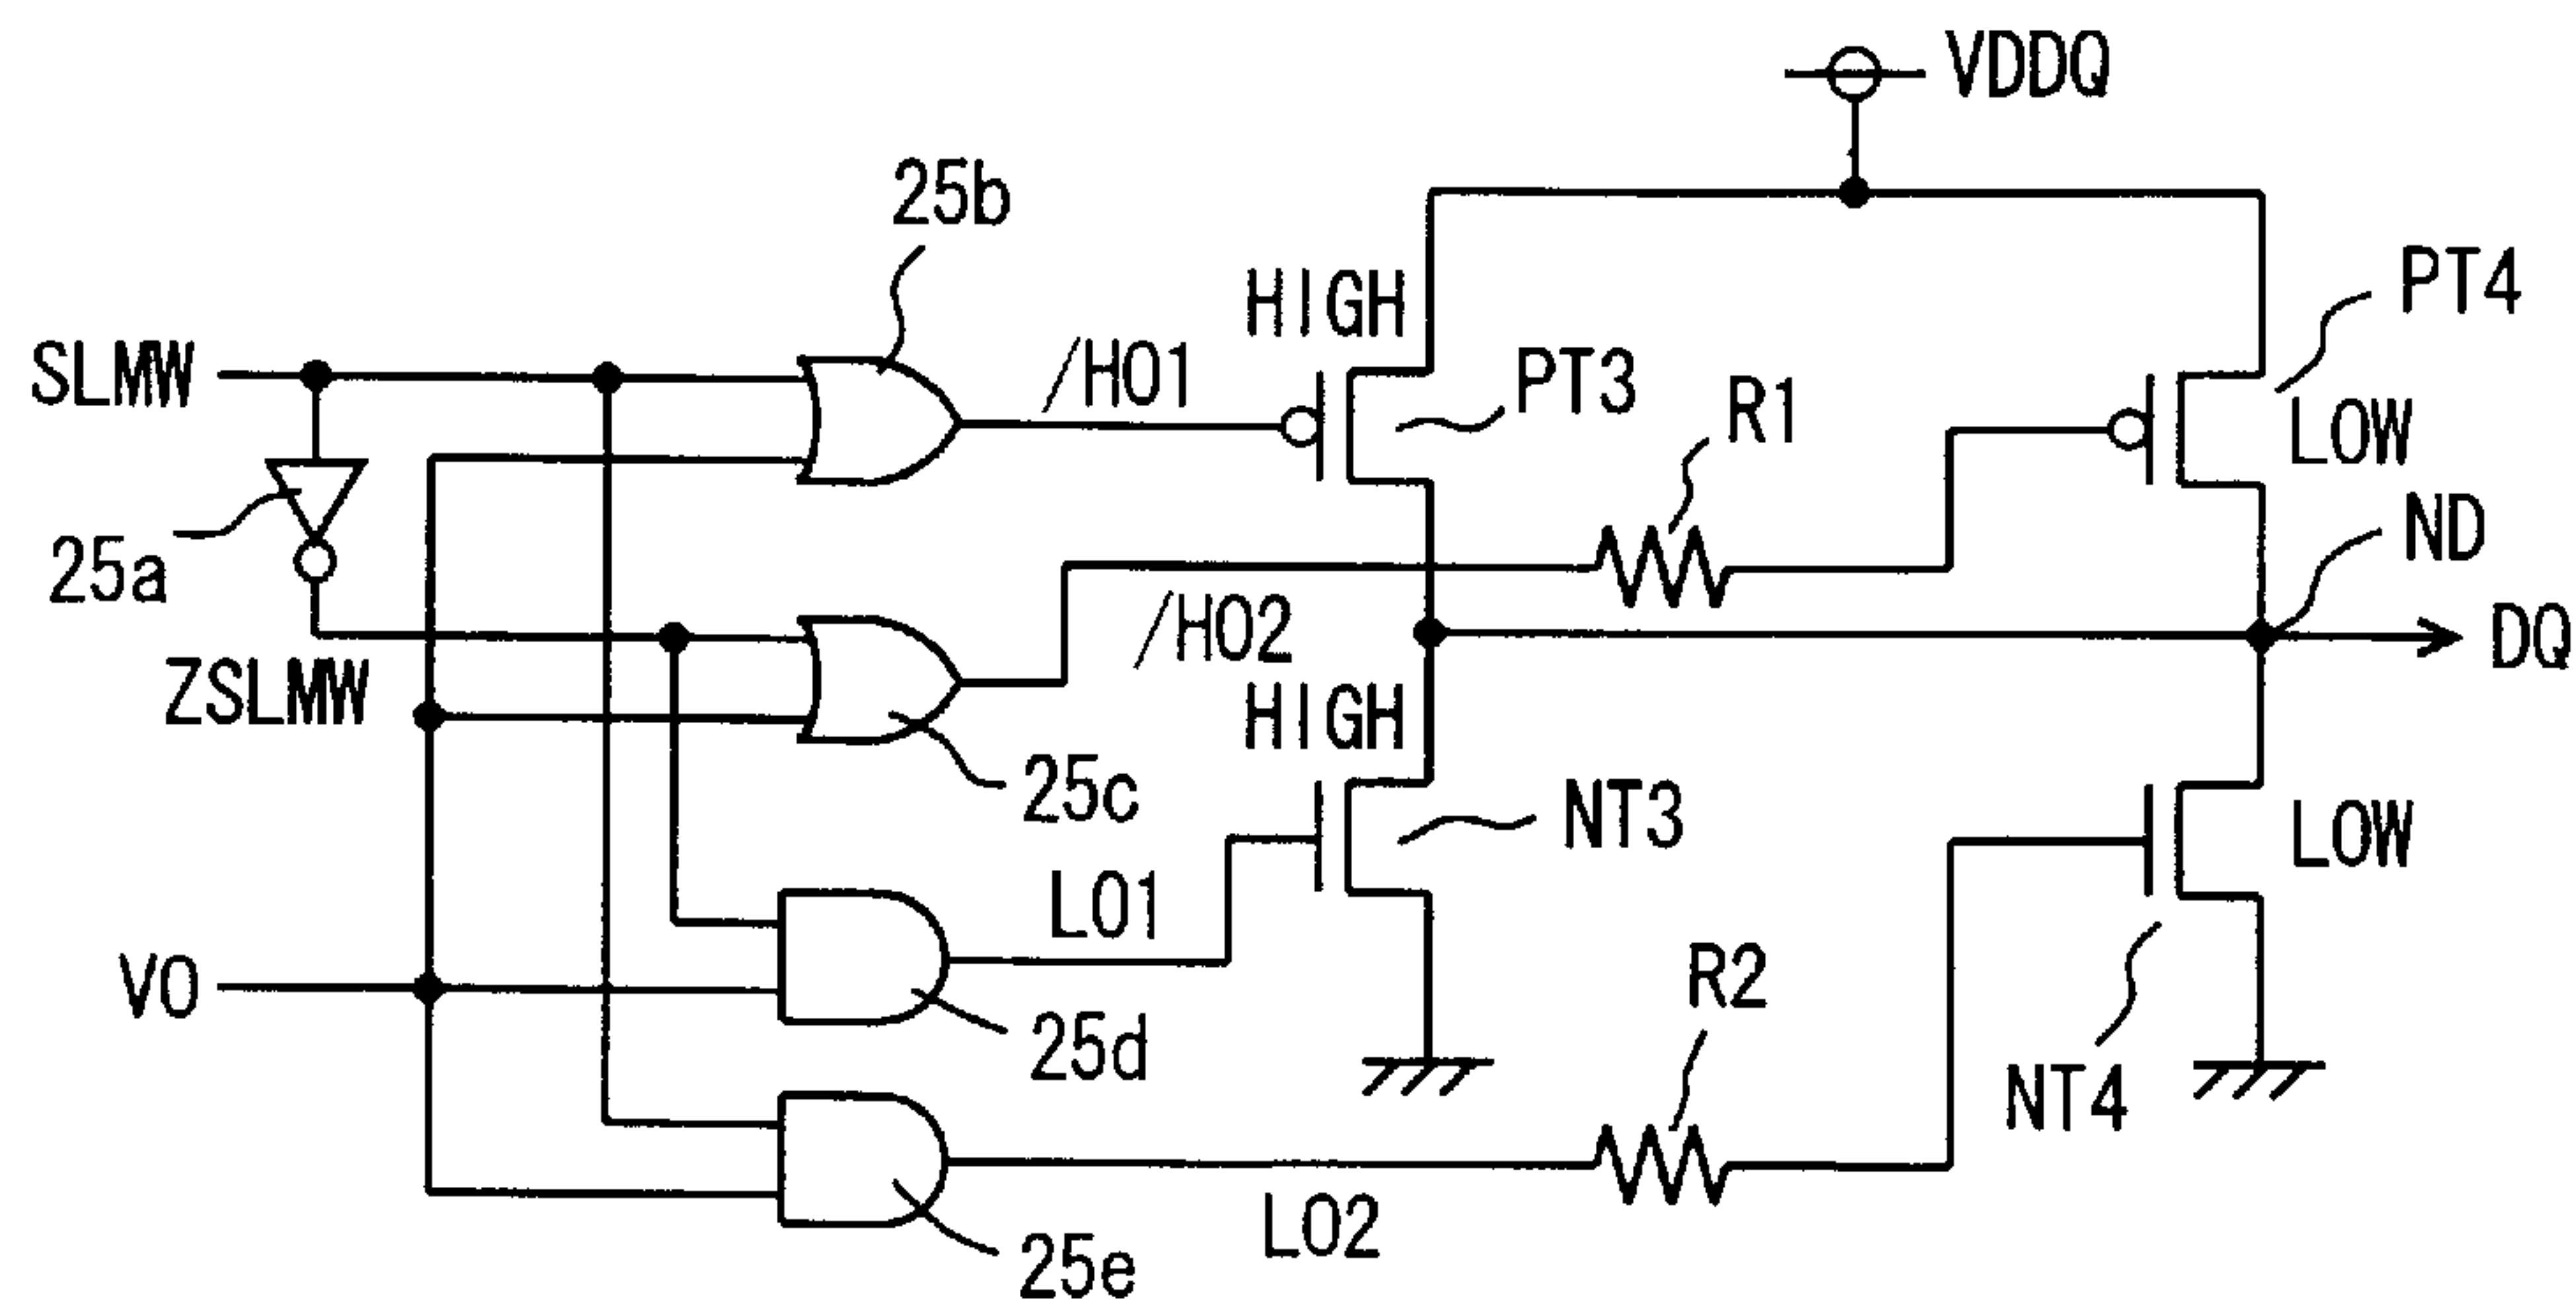 VDDQ
25b
HIGH
PT4
SLMW
/HO1
PT3
R1
LOW
25a
ND
/HO2
DQ
ZSLMW
HIGH
25c
NT3
LOW
LO1
VO
R2
25d
NT4
LO2
25e